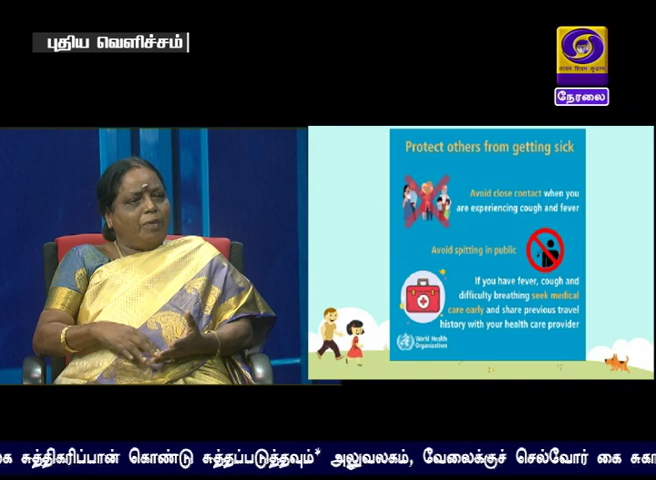 புதிய வெளிச்சம்
நேரலை
Protect others from getting sick
Avoid close contact when you
are experiencing cough and fever
Avoid spitting in public
If you have fever, cough and
difficulty breathing seek medical
care early and share previous travel
history with your health care provider
World Health
Organization
சுத்திகரிப்பான் கொண்டு சுத்தப்படுத்தவும்* அலுவலகம், வேலைக்குச் செல்வோர் கை சுகா